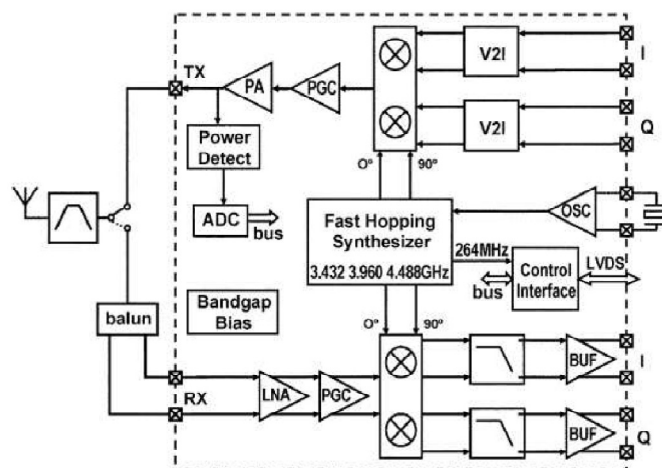 TX
PA
PGC
V2I
I
V2I
Q
Power
Detect
ADC
bus
0° 90°
OSC
Fast Hopping
Synthesizer
3.432 3.960 4.488GHz
264MHz
Control
Interface
LVDS
bus
Bandgap
Bias
balun
0° 90°
RX
LNA
PGC
BUF
I
BUF
Q